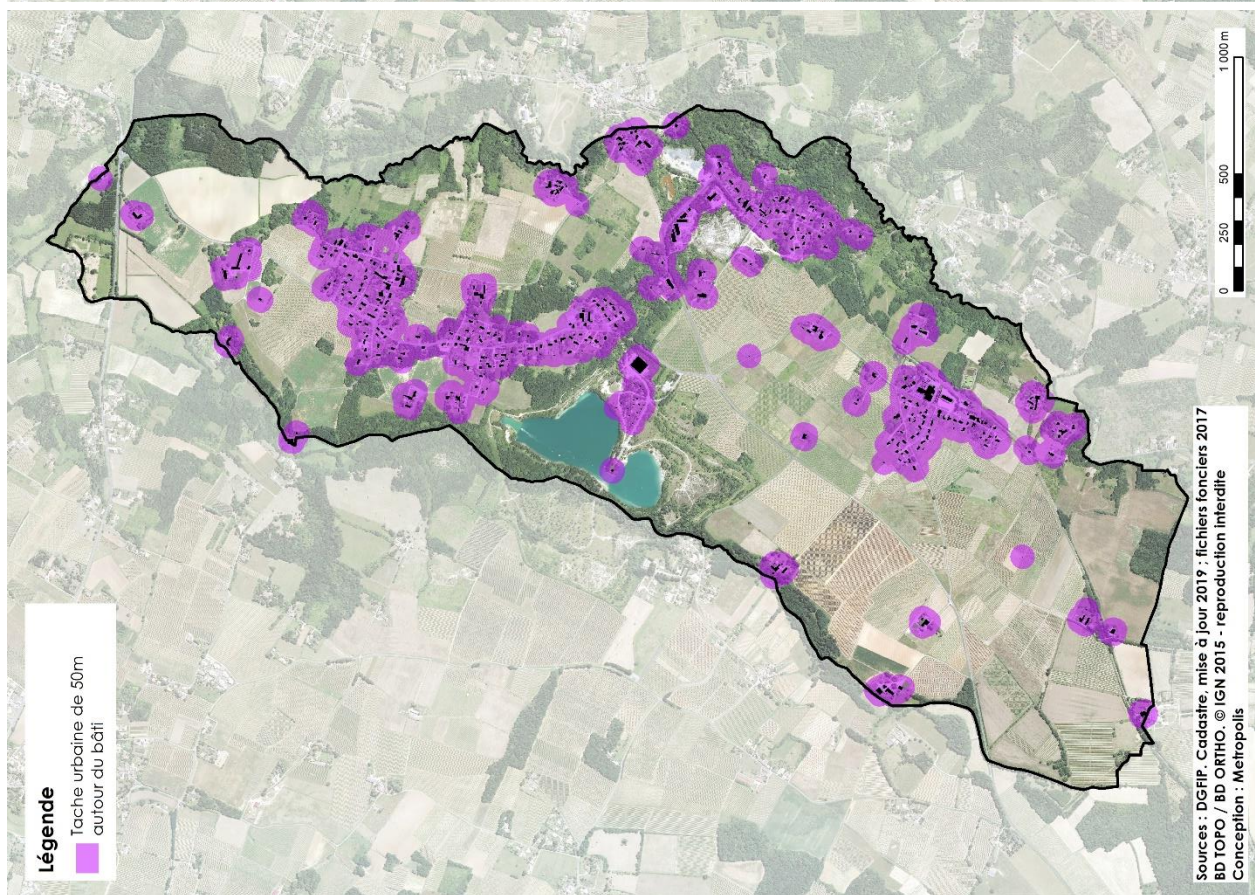 Légende
Tache urbaine de 50m
autour du bâti
0 250 500 1 000 m
Sources : DGFIP. Cadastre, mise à jour 2019 ; fichiers fonciers 2017
BD TOPO / BD ORTHO. ©IGN 2015 - reproduction interdite
Conception : Metropolis